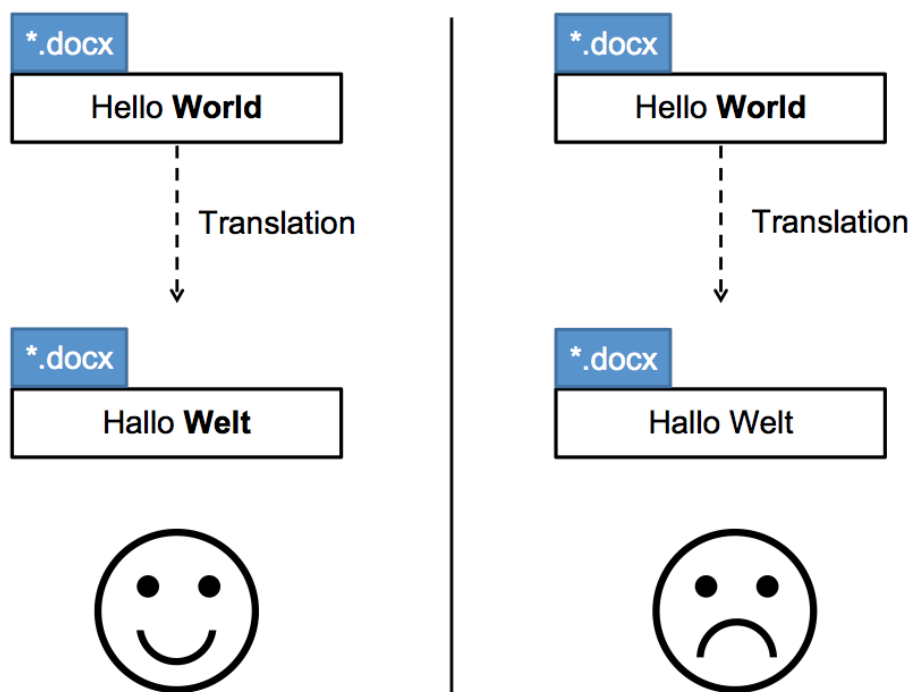 *.docx
Hello World
Translation
*.docx
Hallo Welt
*.docx
Hello World
Translation
*.docx
Hallo Welt